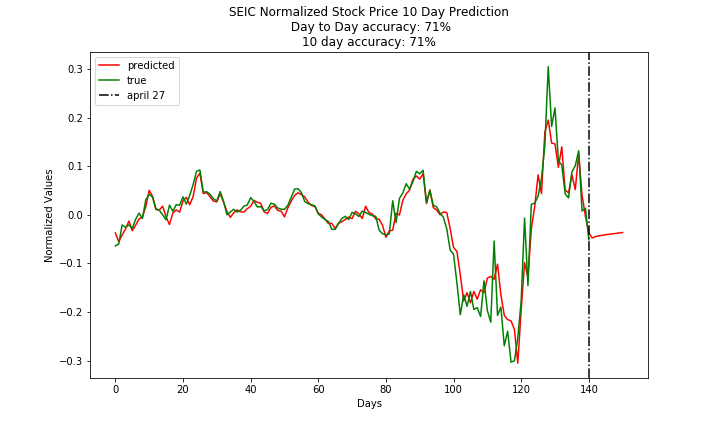 SEIC Normalized Stock Price 10 Day Prediction
Day to Day accuracy: 71%
10 day accuracy: 71%
predicted
true
april 27
Normalized Values
0.3
0.2
0.1
0.0
−0.1
−0.2
−0.3
0 20 40 60 80 100 120 140
Days